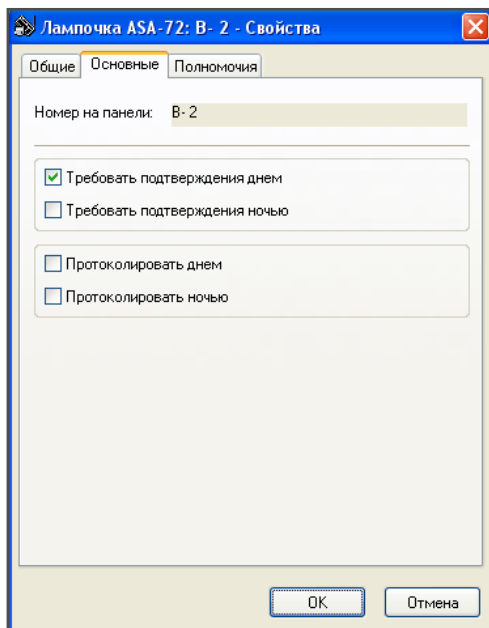 Лампочка ASA-72: B- 2 - Свойства
Общие Основные Полномочия
Номер на панели: B- 2
Требовать подтверждения днем
Требовать подтверждения ночью
Протоколировать днем
Протоколировать ночью
OK Отмена